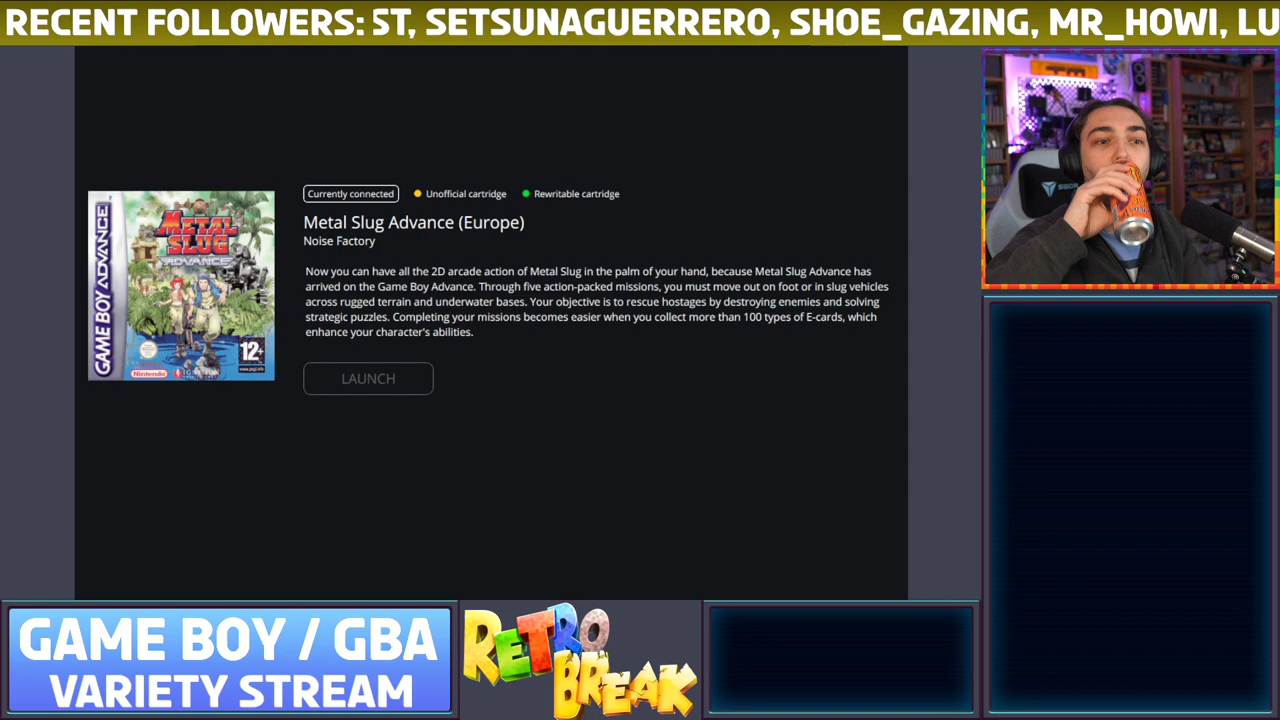 RECENT FOLLOWERS: 5T, SETSUNAGUERRERO, SHOE_GAZING, MR_HOWI, LU
Currently connected
Unofficial cartridge
Rewritable cartridge
Metal Slug Advance (Europe)
Noise Factory
Now you can have all the 2D arcade action of Metal Slug in the palm of your hand, because Metal Slug Advance has
arrived on the Game Boy Advance. Through five action-packed missions, you must move out on foot or in slug vehicles
across rugged terrain and underwater bases. Your objective is to rescue hostages by destroying enemies and solving
strategic puzzles. Completing your missions becomes easier when you collect more than 100 types of E-cards, which
enhance your character's abilities.
LAUNCH
GAME BOY ADVANCE
METAL
SLUG
ADVANCE
12+
Nintendo
GAME BOY / GBA
VARIETY STREAM
RETRO
BREAK